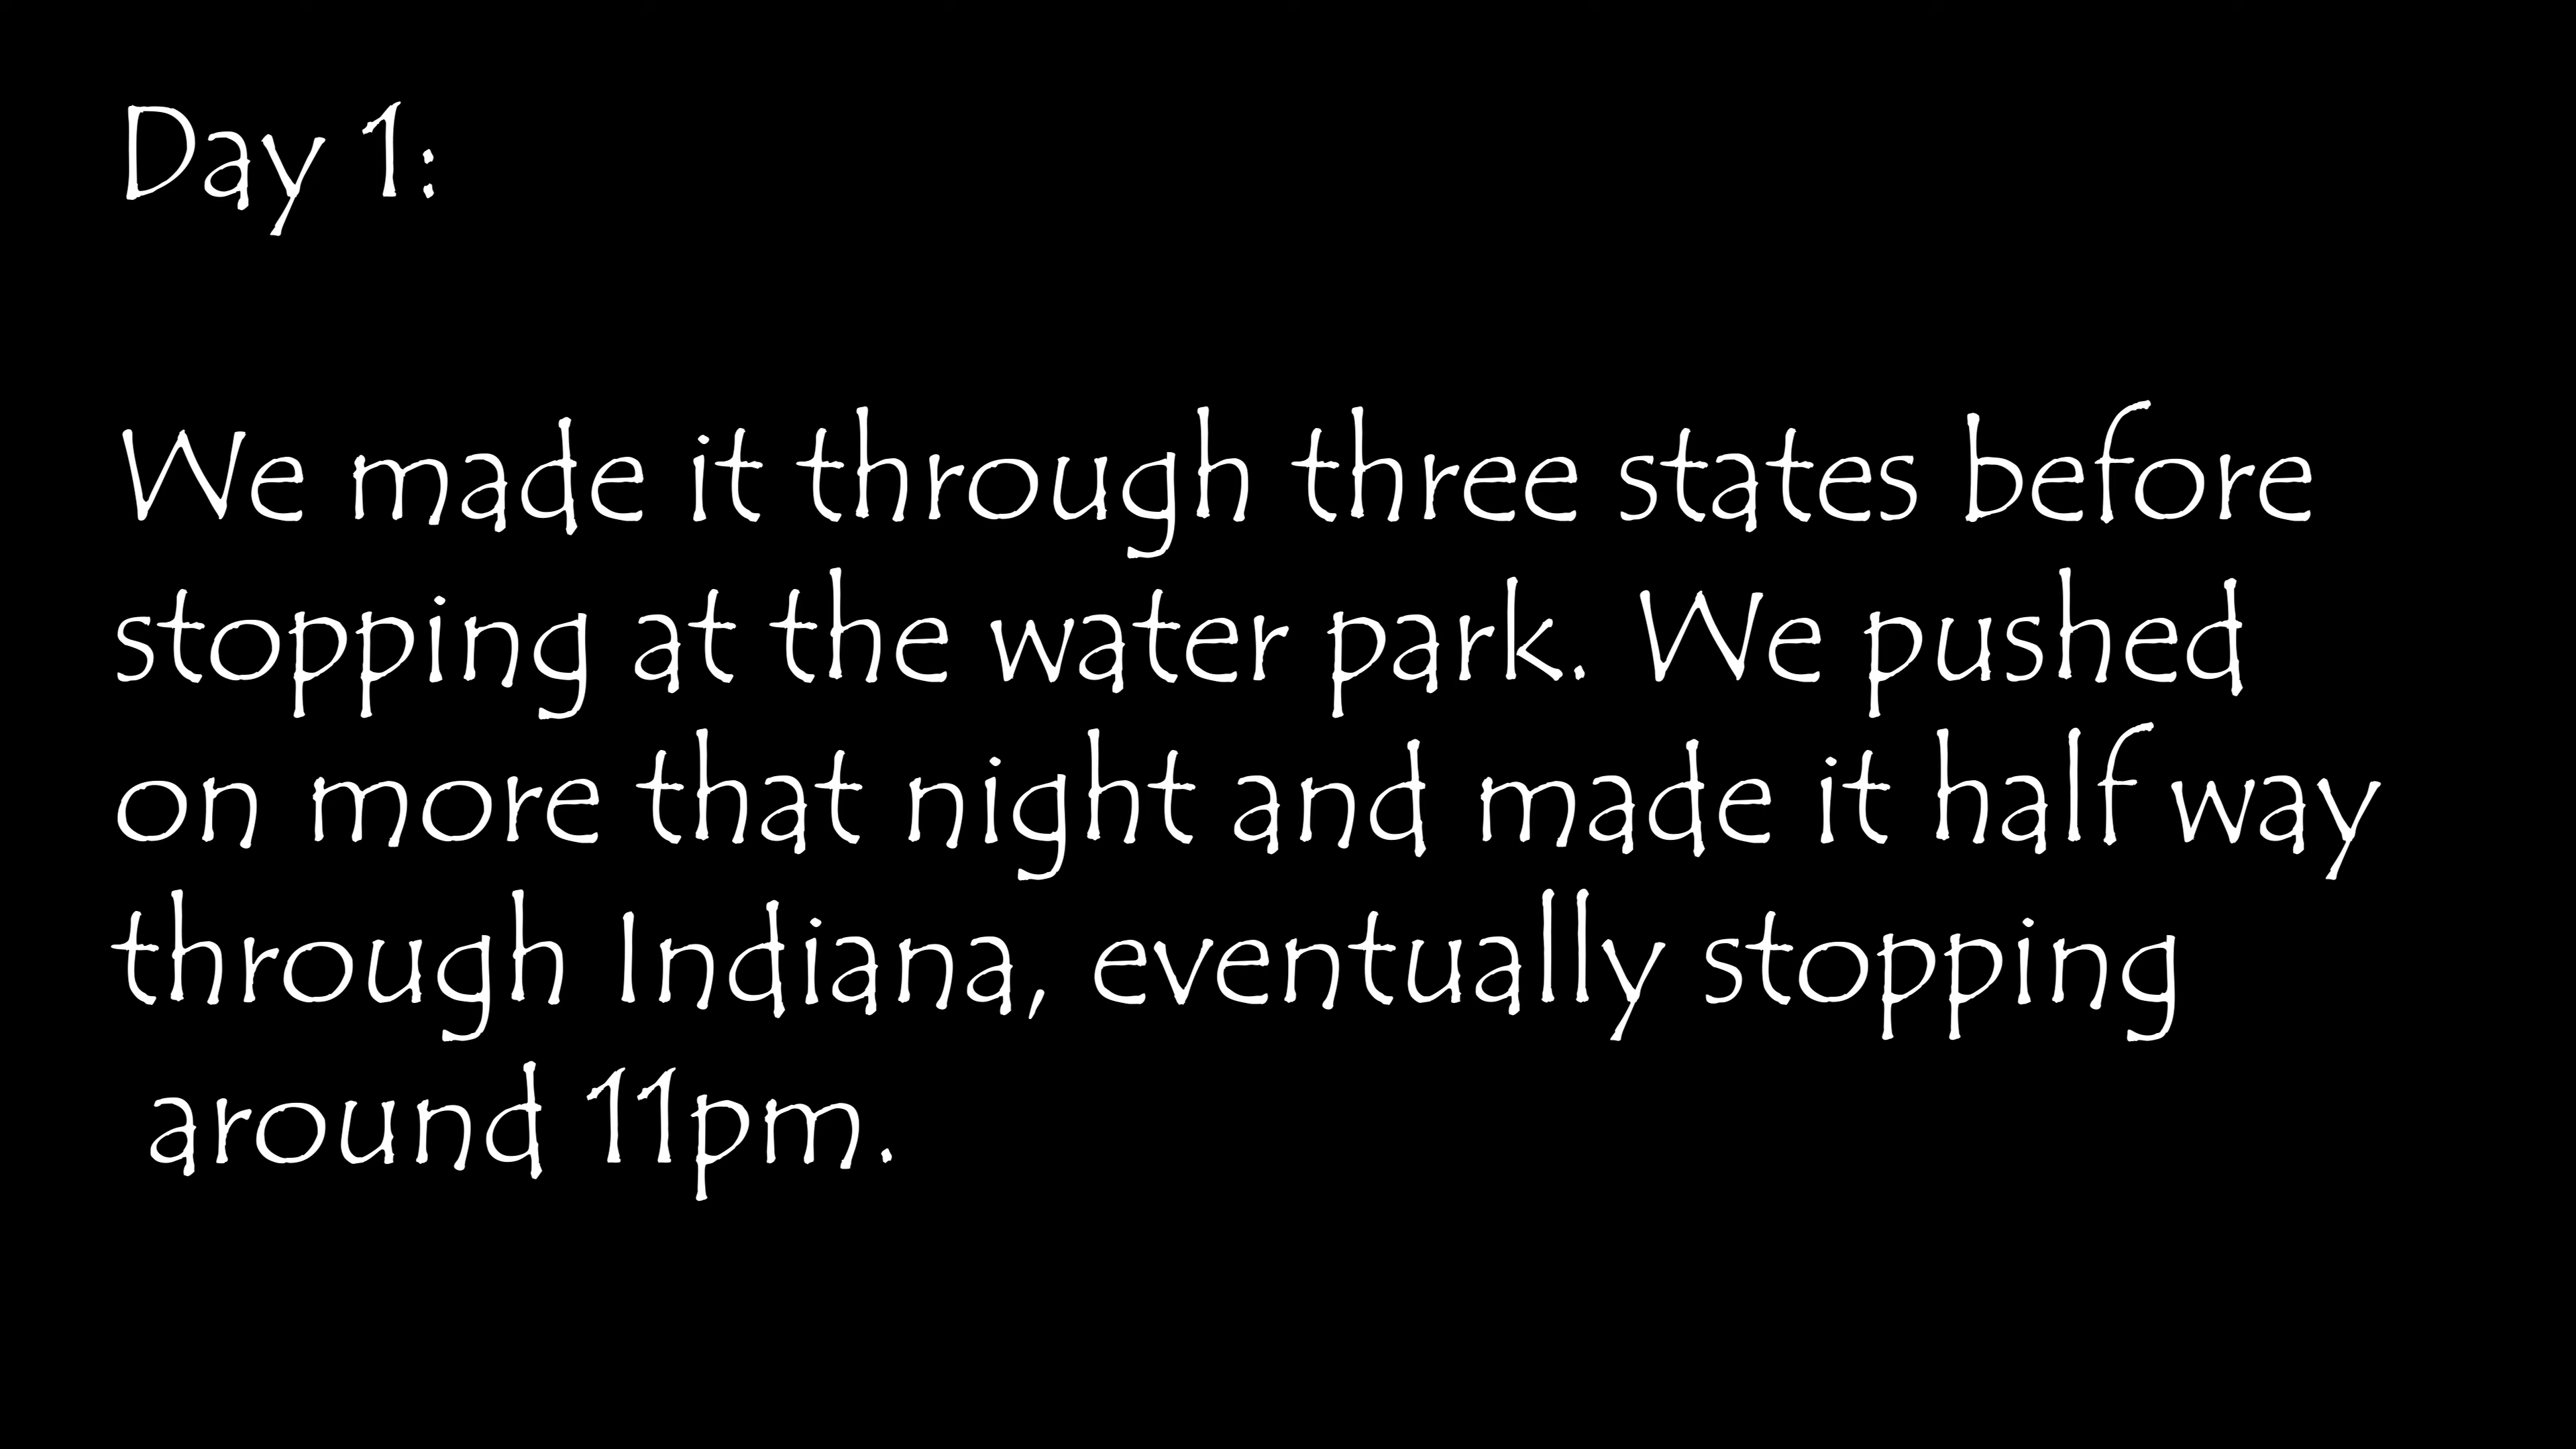 Day 1:
We made it through three states before
stopping at the water park. We pushed
on more that night and made it half way
through Indiana, eventually stopping
around 11pm.